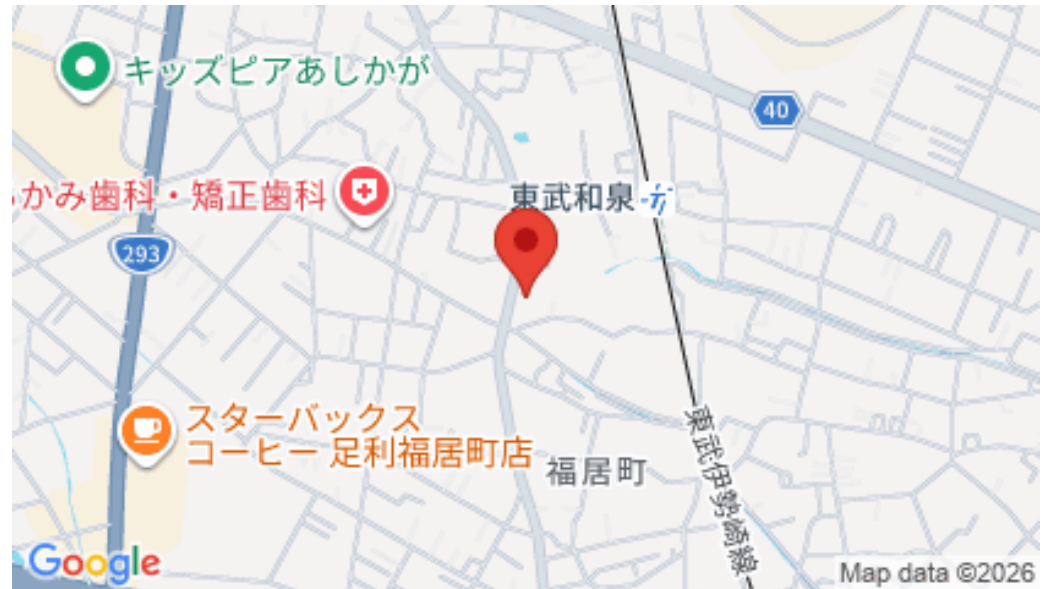 キッズピアあしかが
40
かみ歯科・矯正歯科
東武和泉
293
スターバックス
コーヒー 足利福居町店
福居町
東武伊勢崎線
Google
Map data ©2026